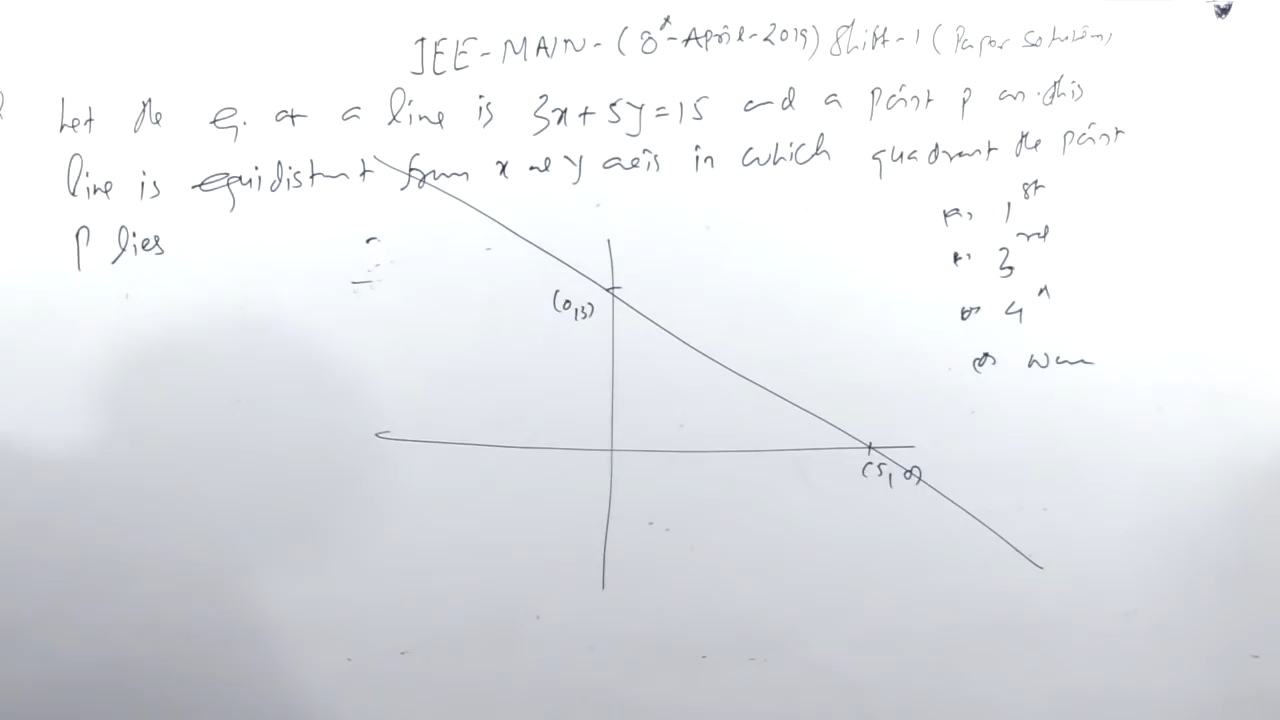 JEE-MAIN-(8th-April-2019) Shift-1 (Paper solution)
Let the Eq. of a line is 3x+5y=15 and a point P on this
line is equidistant from x and y axis in which quadrant the point
P lies
1st
3rd
4th
(0,3)
(5,0)